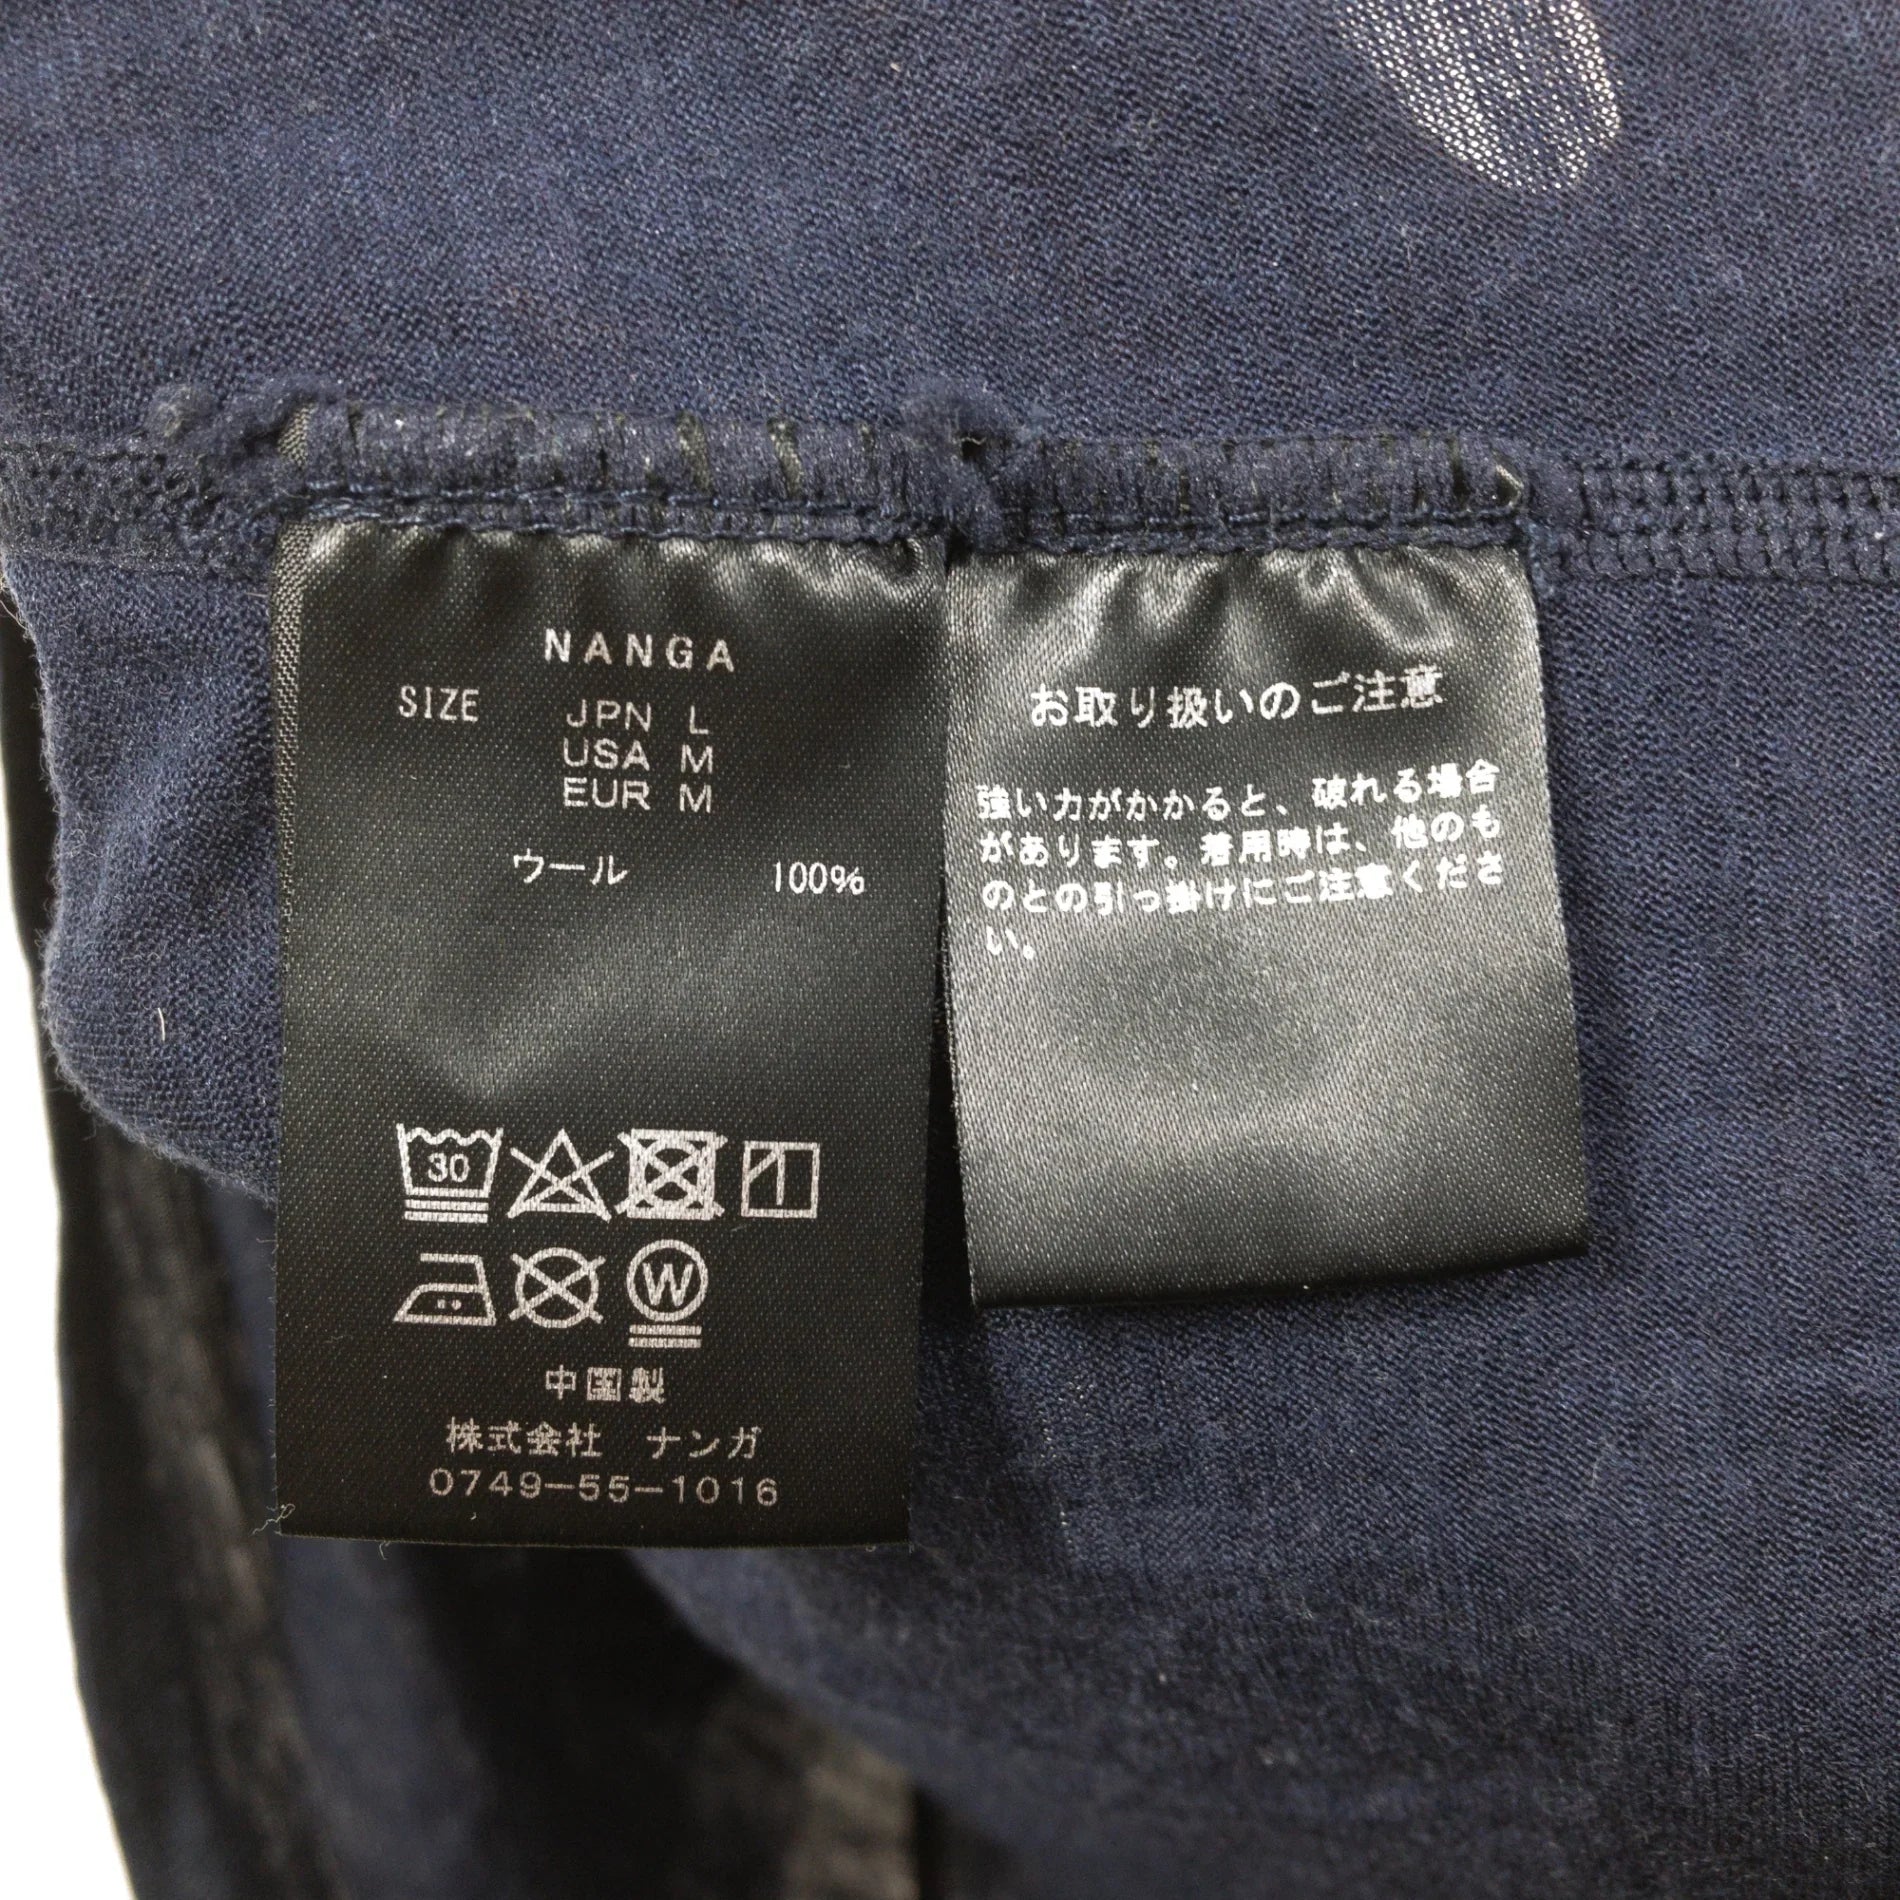 NANGA
SIZE JPN L
USA M
EUR M
ウール 100%
30
W
中国製
株式会社 ナンガ
0749-55-1016
お取り扱いのご注意
強い力がかかると、破れる場合
があります。着用時は、他のも
のとの引っ掛けにご注意くださ
い。